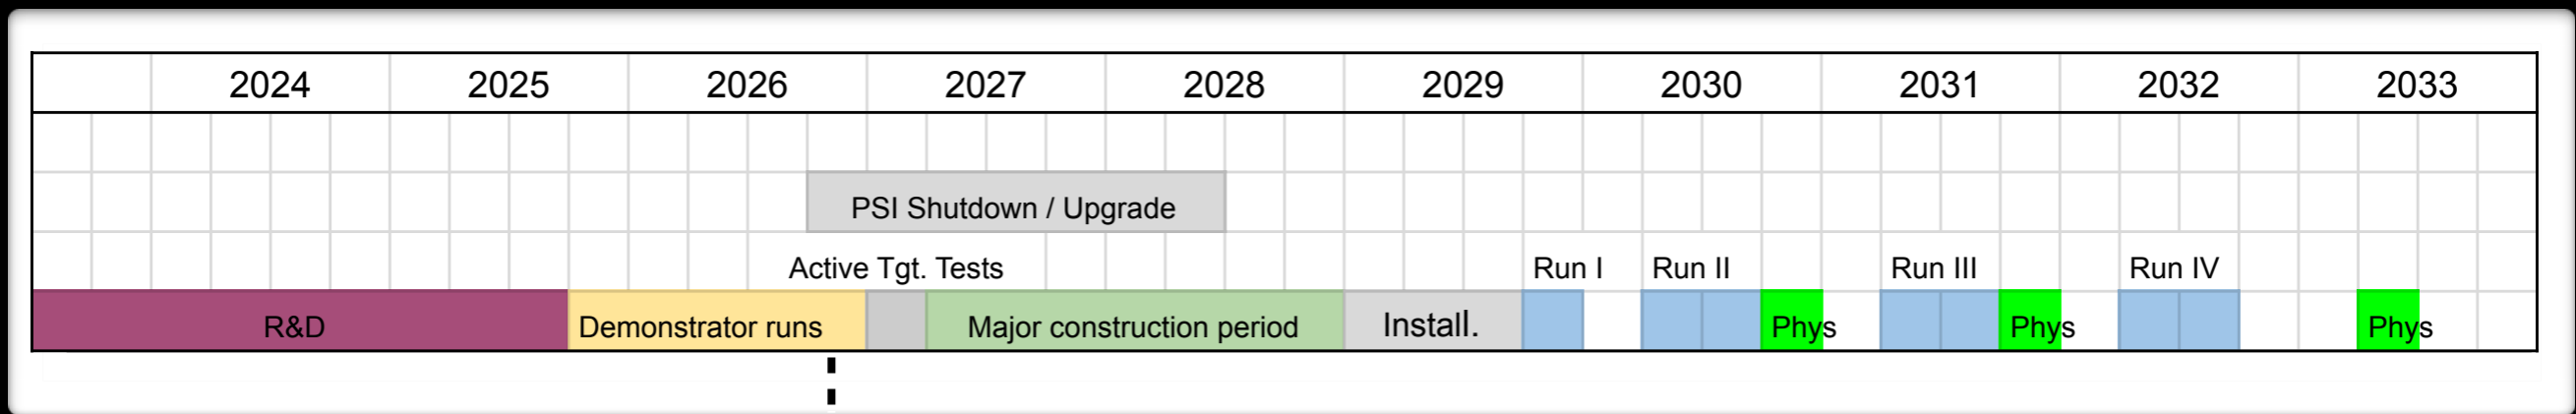 2024 2025 2026 2027 2028 2029 2030 2031 2032 2033
PSI Shutdown / Upgrade
Active Tgt. Tests Run I Run II Run III Run IV
R&D Demonstrator runs Major construction period Install. Phys Phys Phys